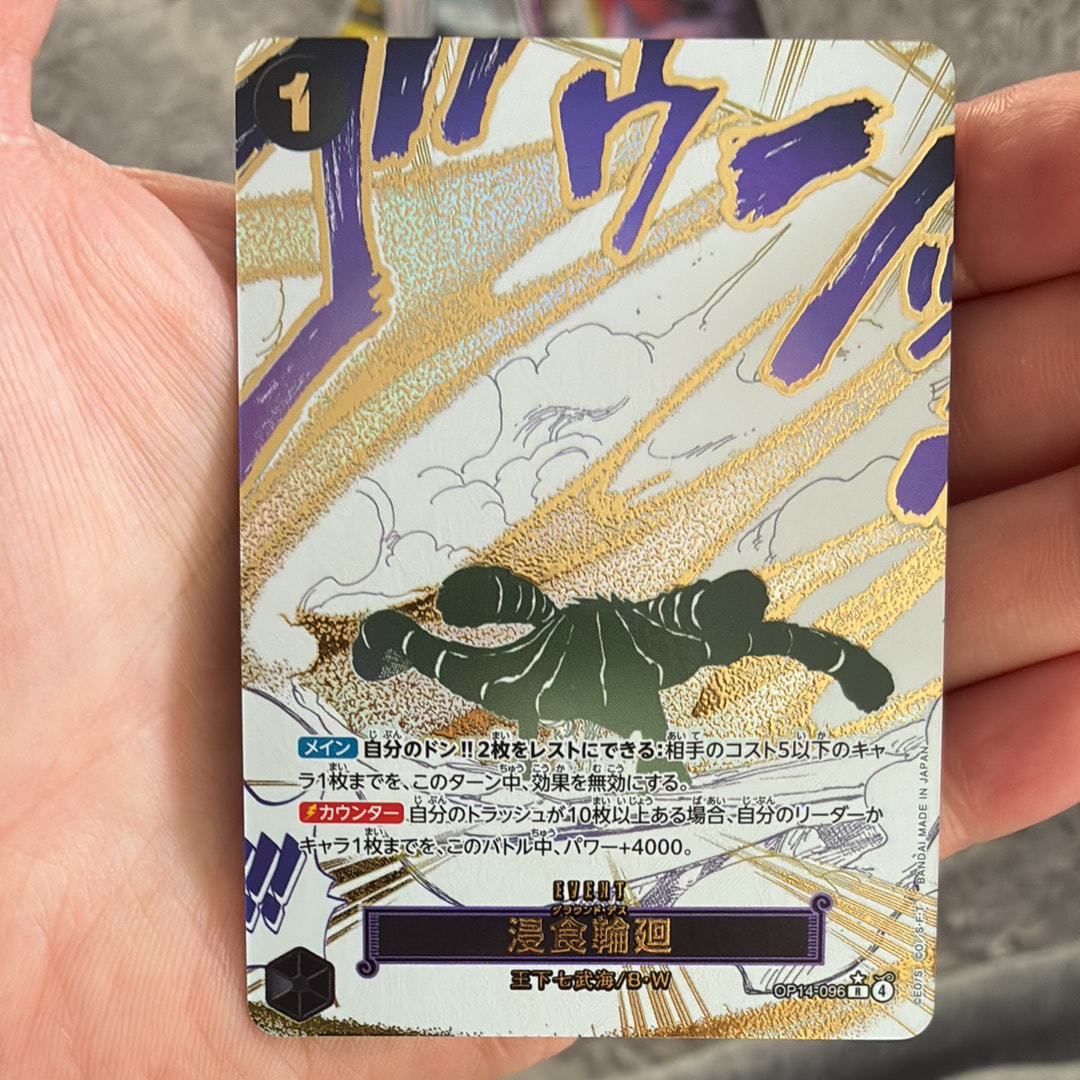 1
メイン 自分のドン!!2枚をレストにできる:相手のコスト5以下のキャ
ラ1枚までを、このターン中、効果を無効にする。
カウンター 自分のトラッシュが10枚以上ある場合、自分のリーダーか
キャラ1枚までを、このバトル中、パワー+4000。
EVENT
グラウンド・デス
浸食輪廻
王下七武海/B・W
OP14-096 R 4
BANDAI MADE IN JAPAN